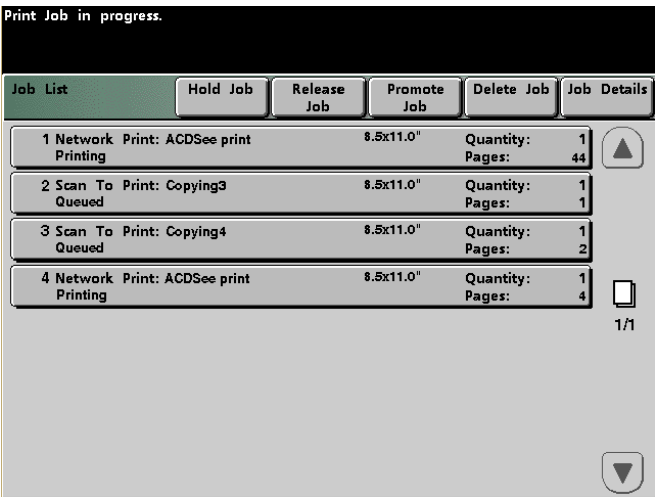 Print Job in progress.
Job List
Hold Job
Release
Job
Promote
Job
Delete Job
Job Details
1 Network Print: ACDSee print 8.5x11.0" Quantity: 1
Printing Pages: 44
2 Scan To Print: Copying3 8.5x11.0" Quantity: 1
Queued Pages: 1
3 Scan To Print: Copying4 8.5x11.0" Quantity: 1
Queued Pages: 2
4 Network Print: ACDSee print 8.5x11.0" Quantity: 1
Printing Pages: 4
1/1